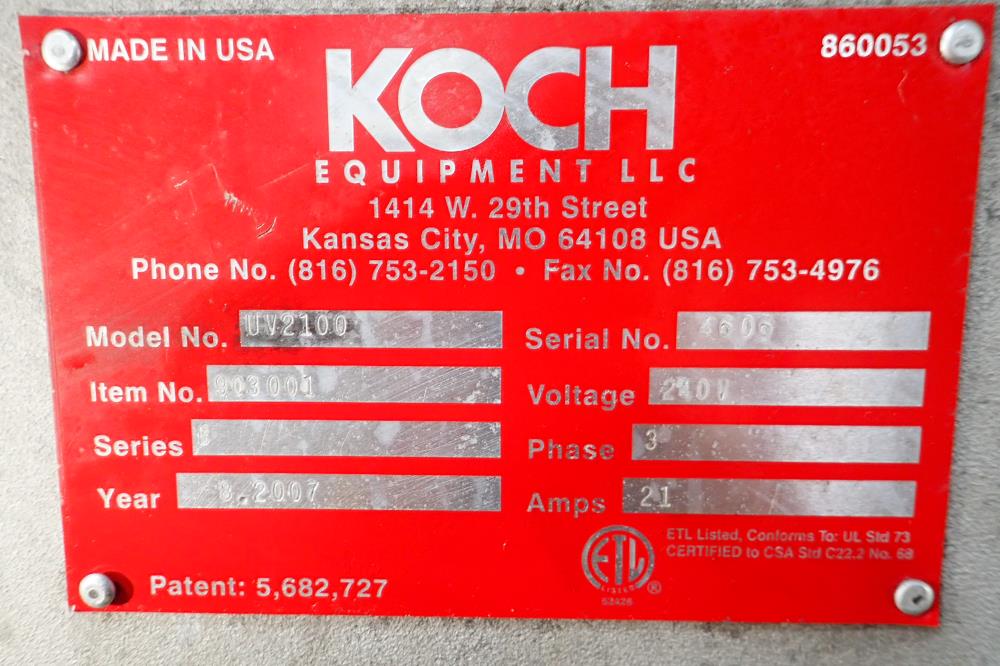 MADE IN USA 860053
KOCH
EQUIPMENT LLC
1414 W. 29th Street
Kansas City, MO 64108 USA
Phone No. (816) 753-2150 • Fax No. (816) 753-4976
Model No. UV2100
Serial No. 4606
Item No. 903001
Voltage 240V
Series
Phase 3
Year 8.2007
Amps 21
ETL LISTED ®
53426
ETL Listed, Conforms To: UL Std 73
CERTIFIED to CSA Std C22.2 No. 68
Patent: 5,682,727